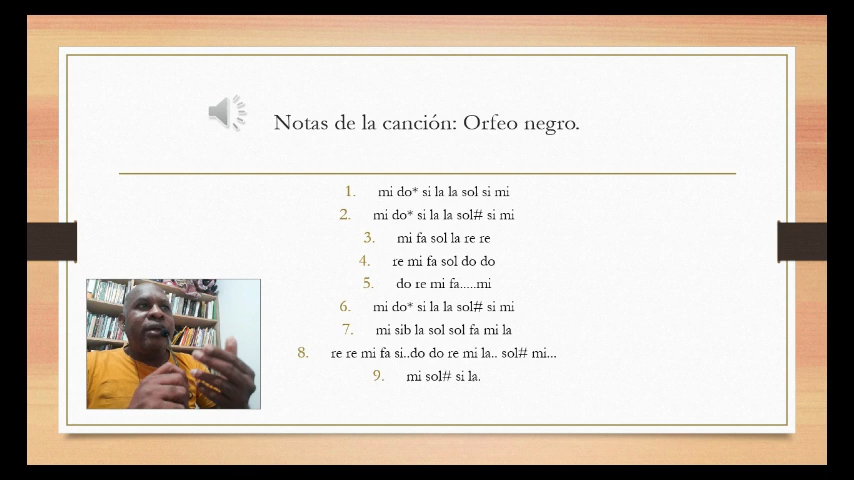 Notas de la canción: Orfeo negro.
1. mi do* si la la sol si mi
2. mi do* si la la sol# si mi
3. mi fa sol la re re
4. re mi fa sol do do
5. do re mi fa.....mi
6. mi do* si la la sol# si mi
7. mi sib la sol sol fa mi la
8. re re mi fa si..do do re mi la.. sol# mi...
9. mi sol# si la.